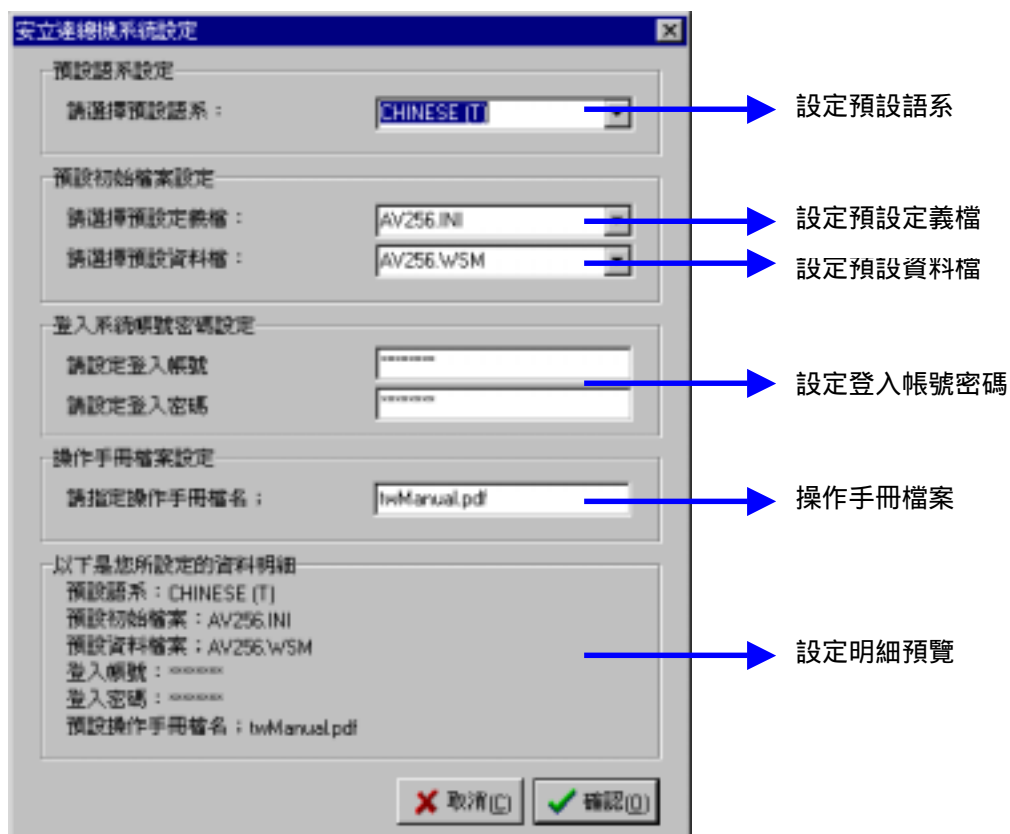 安立達總機系統設定
預設語系設定
請選擇預設語系： CHINESE (T) 設定預設語系
預設初始檔案設定
請選擇預設定義檔： AV256.INI 設定預設定義檔
請選擇預設資料檔： AV256.WSM 設定預設資料檔
登入系統帳號密碼設定
請設定登入帳號 ********
設定登入帳號密碼
請設定登入密碼 ********
操作手冊檔案設定
請指定操作手冊檔名； twManual.pdf 操作手冊檔案
以下是您所設定的資料明細
預設語系：CHINESE (T)
預設初始檔案：AV256.INI
預設資料檔案；AV256.WSM 設定明細預覽
登入帳號：********
登入密碼：********
預設操作手冊檔名；twManual.pdf
取消(C) 確認(O)